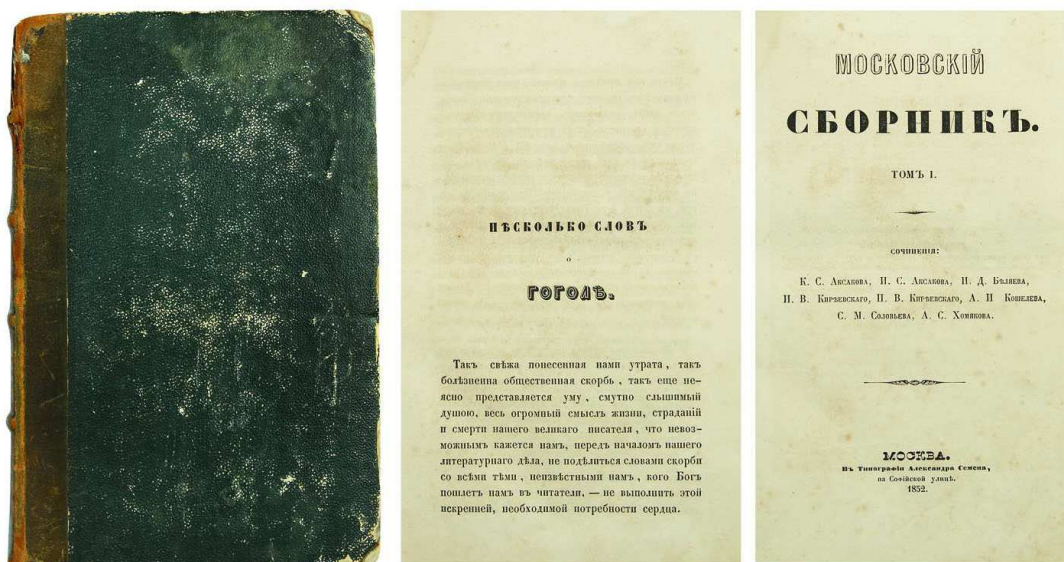 НѢСКОЛЬКО СЛОВЪ
О
ГОГОЛѢ.
Такъ свѣжа понесенная нами утрата, такъ
болѣзненна общественная скорбь, такъ еще не-
ясно представляется уму, смутно слышимый
душою, весь огромный смыслъ жизни, страданій
и смерти нашего великаго писателя, что невоз-
можнымъ кажется намъ, передъ началомъ нашего
литературнаго дѣла, не подѣлиться словами скорби
со всѣми тѣми, неизвѣстными намъ, кого Богъ
пошлетъ намъ въ читатели, — не выполнить этой
искренней, необходимой потребности сердца.
МОСКОВСКІЙ
СБОРНИКЪ.
ТОМЪ I.
СОЧИНЕНІЯ:
К. С. Аксакова, И. С. Аксакова, И. Д. Бѣляева,
И. В. Кирѣевскаго, П. В. Кирѣевскаго, А. И Кошелева,
С. М. Соловьева, А. С. Хомякова.
МОСКВА.
Въ Типографіи Александра Семена,
на Софійской улицѣ.
1852.